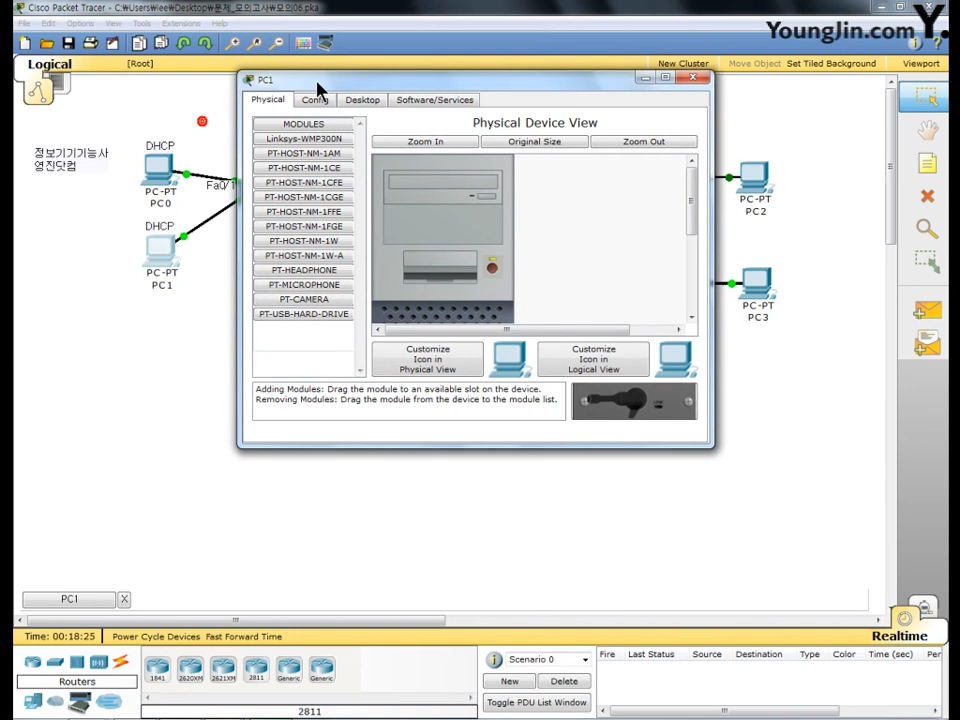 Cisco Packet Tracer - C:\Users\lee\Desktop\문제_모의고사\모의06.pka
File Edit Options View Tools Extensions Help
YoungJin.com Y.
Logical
[Root]
New Cluster
Move Object
Set Tiled Background
Viewport
PC1
Physical
Config
Desktop
Software/Services
MODULES
Linksys-WMP300N
PT-HOST-NM-1AM
PT-HOST-NM-1CE
PT-HOST-NM-1CFE
PT-HOST-NM-1CGE
PT-HOST-NM-1FFE
PT-HOST-NM-1FGE
PT-HOST-NM-1W
PT-HOST-NM-1W-A
PT-HEADPHONE
PT-MICROPHONE
PT-CAMERA
PT-USB-HARD-DRIVE
Physical Device View
Zoom In
Original Size
Zoom Out
Customize
Icon in
Physical View
Customize
Icon in
Logical View
Adding Modules: Drag the module to an available slot on the device.
Removing Modules: Drag the module from the device to the module list.
정보기기기능사
영진닷컴
DHCP
PC-PT
PC0
Fa0/1
DHCP
PC-PT
PC1
PC-PT
PC2
PC-PT
PC3
PC1
X
Time: 00:18:25
Power Cycle Devices Fast Forward Time
Realtime
Routers
1841
2620XM
2621XM
2811
Generic
Generic
2811
Scenario 0
New
Delete
Toggle PDU List Window
Fire
Last Status
Source
Destination
Type
Color
Time (sec)
Per